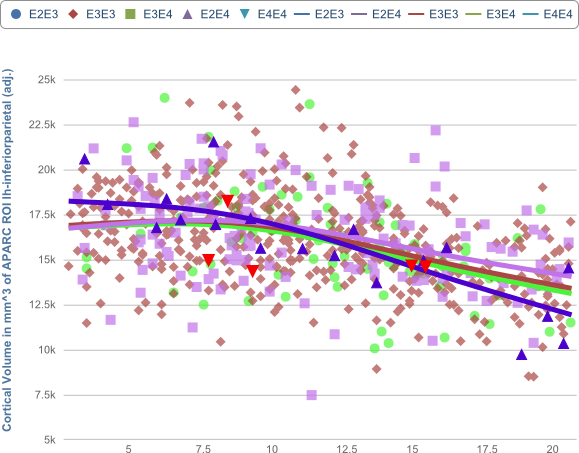 E2E3 E3E3 E3E4 E2E4 E4E4 E2E3 E2E4 E3E3 E3E4 E4E4
Cortical Volume in mm^3 of APARC ROI lh-inferiorparietal (adj.)
25k
22.5k
20k
17.5k
15k
12.5k
10k
7.5k
5k
5 7.5 10 12.5 15 17.5 20